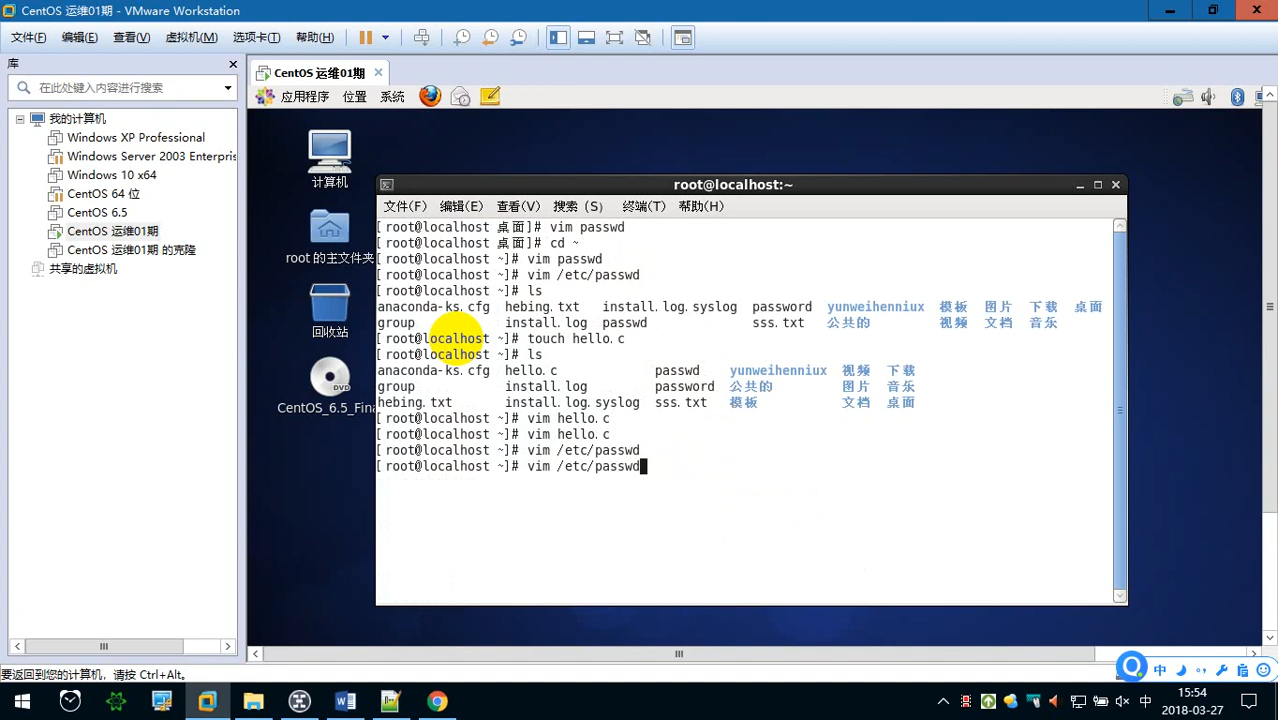 CentOS 运维01期 - VMware Workstation
文件(F) 编辑(E) 查看(V) 虚拟机(M) 选项卡(T) 帮助(H)
库
在此处键入内容进行搜索
我的计算机
Windows XP Professional
Windows Server 2003 Enterpris
Windows 10 x64
CentOS 64 位
CentOS 6.5
CentOS 运维01期
CentOS 运维01期 的克隆
共享的虚拟机
CentOS 运维01期
应用程序 位置 系统
计算机
root 的主文件夹
回收站
DVD
CentOS_6.5_Fina
root@localhost:~
文件(F) 编辑(E) 查看(V) 搜索 (S) 终端(T) 帮助(H)
[root@localhost 桌面]# vim passwd
[root@localhost 桌面]# cd ~
[root@localhost ~]# vim passwd
[root@localhost ~]# vim /etc/passwd
[root@localhost ~]# ls
anaconda-ks.cfg hebing.txt install.log.syslog password yunweihenniux 模板 图片 下载 桌面
group install.log passwd sss.txt 公共的 视频 文档 音乐
[root@localhost ~]# touch hello.c
[root@localhost ~]# ls
anaconda-ks.cfg hello.c passwd yunweihenniux 视频 下载
group install.log password 公共的 图片 音乐
hebing.txt install.log.syslog sss.txt 模板 文档 桌面
[root@localhost ~]# vim hello.c
[root@localhost ~]# vim hello.c
[root@localhost ~]# vim /etc/passwd
[root@localhost ~]# vim /etc/passwd
要返回到您的计算机，请按 Ctrl+Alt。
中
中
15:54
2018-03-27